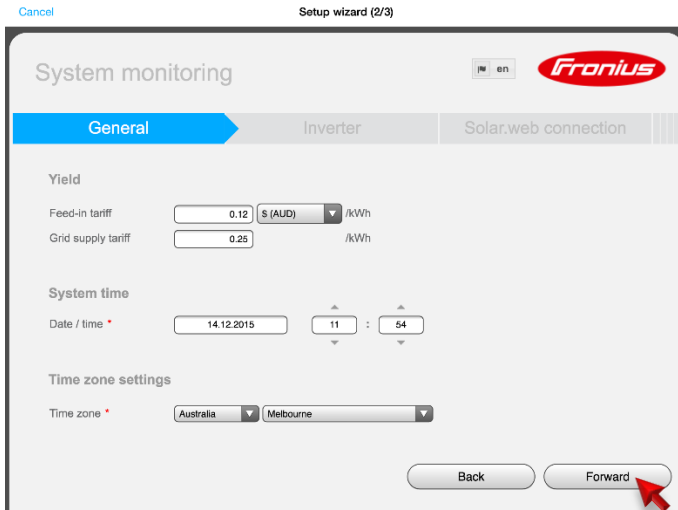 Cancel Setup wizard (2/3)
System monitoring en Fronius
General Inverter Solar.web connection
Yield
Feed-in tariff 0.12 $ (AUD) /kWh
Grid supply tariff 0.25 /kWh
System time
Date / time * 14.12.2015 11 : 54
Time zone settings
Time zone * Australia Melbourne
Back Forward